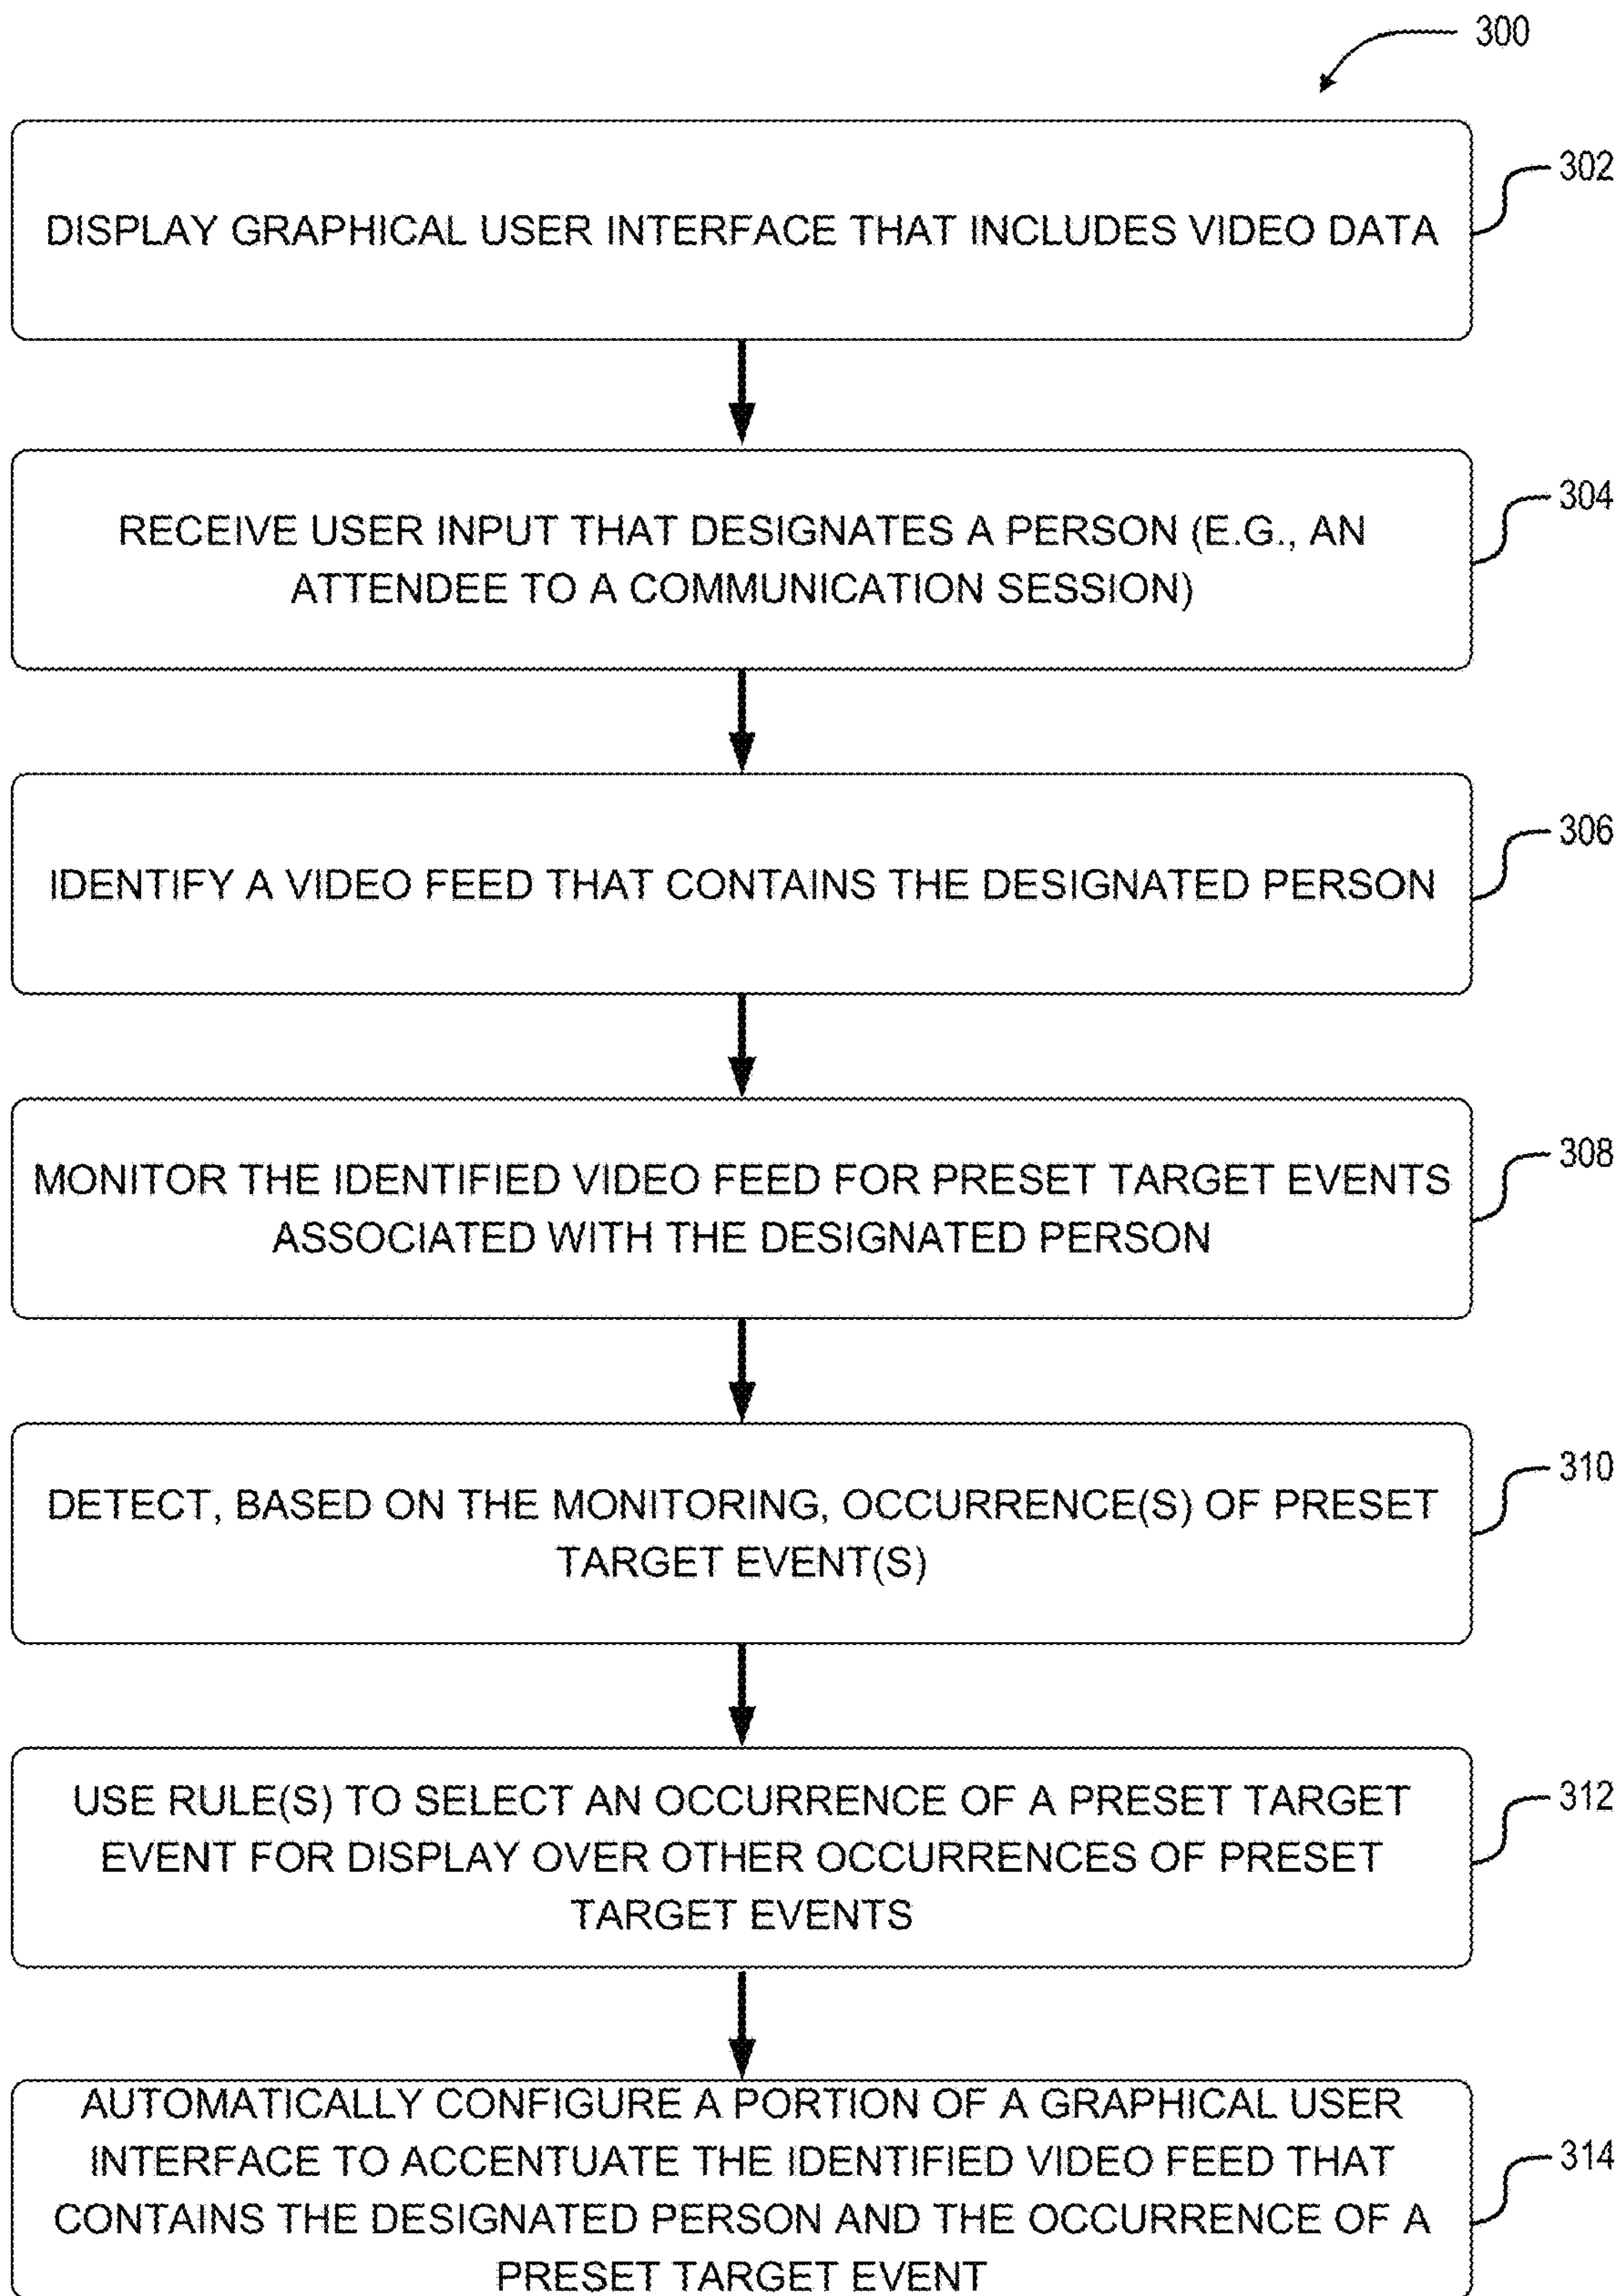 300
302
DISPLAY GRAPHICAL USER INTERFACE THAT INCLUDES VIDEO DATA
304
RECEIVE USER INPUT THAT DESIGNATES A PERSON (E.G., AN
ATTENDEE TO A COMMUNICATION SESSION)
306
IDENTIFY A VIDEO FEED THAT CONTAINS THE DESIGNATED PERSON
308
MONITOR THE IDENTIFIED VIDEO FEED FOR PRESET TARGET EVENTS
ASSOCIATED WITH THE DESIGNATED PERSON
310
DETECT, BASED ON THE MONITORING, OCCURRENCE(S) OF PRESET
TARGET EVENT(S)
312
USE RULE(S) TO SELECT AN OCCURRENCE OF A PRESET TARGET
EVENT FOR DISPLAY OVER OTHER OCCURRENCES OF PRESET
TARGET EVENTS
314
AUTOMATICALLY CONFIGURE A PORTION OF A GRAPHICAL USER
INTERFACE TO ACCENTUATE THE IDENTIFIED VIDEO FEED THAT
CONTAINS THE DESIGNATED PERSON AND THE OCCURRENCE OF A
PRESET TARGET EVENT